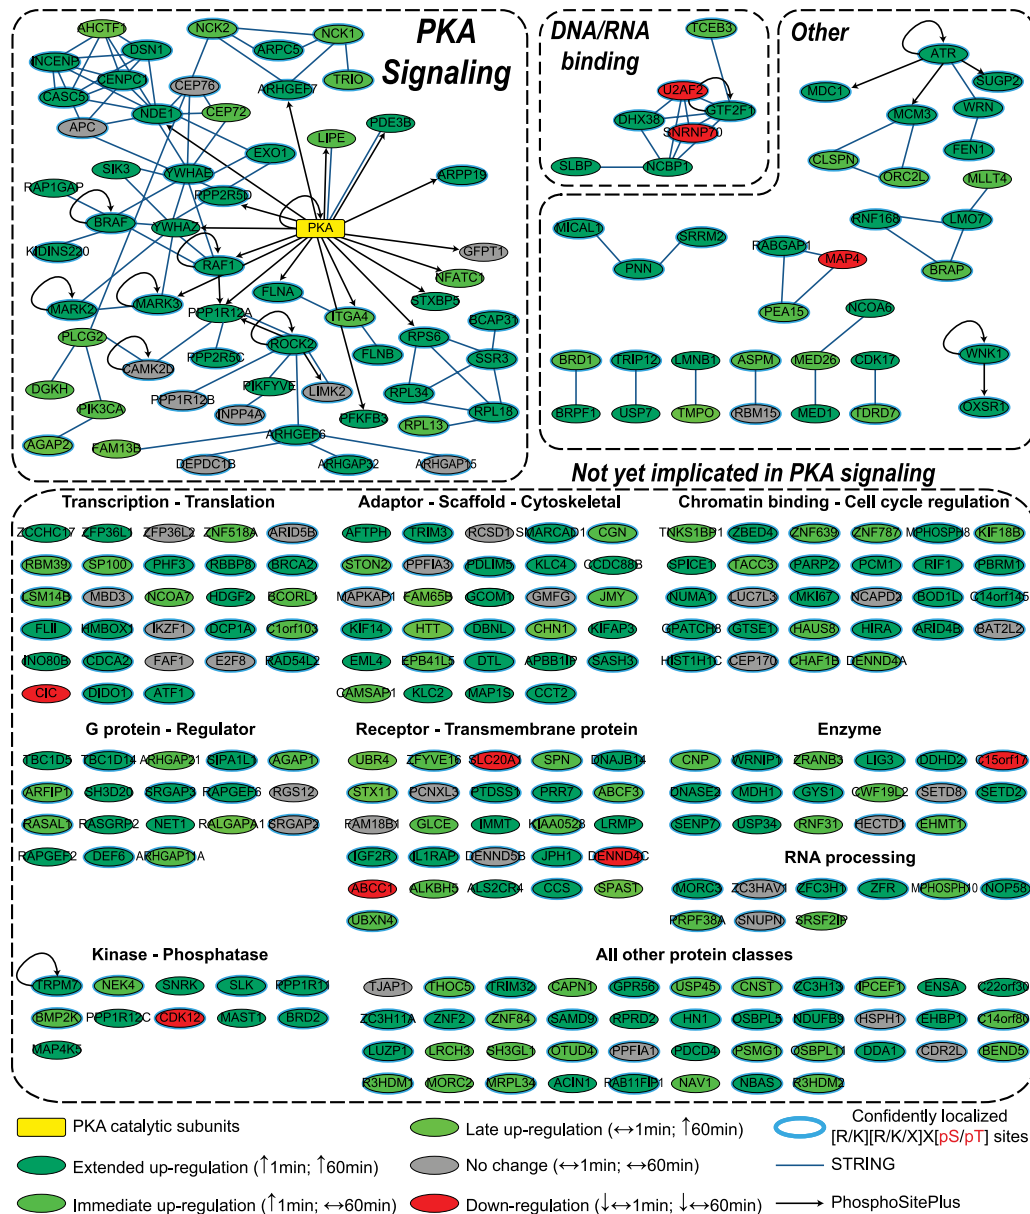 PKA
Signaling
DNA/RNA
binding
Other
AHCTF1
NCK2
NCK1
DSN1
ARPC5
INCENP
CENPC1
TRIO
CASC5
CEP76
ARHGEF7
NDE1
CEP72
APC
LIPE
PDE3B
EXO1
SIK3
YWHAE
ARPP19
RAP1GAP
PPP2R5D
BRAF
YWHAZ
PKA
KIDINS220
GFPT1
RAF1
NFATC1
FLNA
STXBP5
MARK2
MARK3
PPP1R12A
ITGA4
BCAP31
PLCG2
ROCK2
RPS6
PPP2R5C
FLNB
SSR3
CAMK2D
DGKH
PIKFYVE
LIMK2
RPL34
PPP1R12B
PIK3CA
INPP4A
PFKFB3
RPL18
RPL13
AGAP2
FAM13B
ARHGEF6
DEPDC1B
ARHGAP32
ARHGAP15
TCEB3
U2AF2
GTF2F1
DHX38
SNRNP70
SLBP
NCBP1
ATR
MDC1
SUGP2
MCM3
WRN
CLSPN
FEN1
ORC2L
MLLT4
RNF168
LMO7
MICAL1
SRRM2
RABGAP1
PNN
MAP4
BRAP
PEA15
NCOA6
WNK1
BRD1
TRIP12
LMNB1
ASPM
MED26
CDK17
BRPF1
USP7
TMPO
RBM15
MED1
TDRD7
OXSR1
Not yet implicated in PKA signaling
Transcription - Translation
ZCCHC17 ZFP36L1 ZFP36L2 ZNF518A ARID5B
RBM39 SP100 PHF3 RBBP8 BRCA2
LSM14B MBD3 NCOA7 HDGF2 BCORL1
FLII HMBOX1 IKZF1 DCP1A C1orf103
INO80B CDCA2 FAF1 E2F8 RAD54L2
CIC DIDO1 ATF1
Adaptor - Scaffold - Cytoskeletal
AFTPH TRIM3 RCSD1 SMARCAD1 CGN
STON2 PPFIA3 PDLIM5 KLC4 CCDC88B
MAPKAP1 FAM65B GCOM1 GMFG JMY
KIF14 HTT DBNL CHN1 KIFAP3
EML4 EPB41L5 DTL APBB1IP SASH3
CAMSAP1 KLC2 MAP1S CCT2
Chromatin binding - Cell cycle regulation
TNKS1BP1 ZBED4 ZNF639 ZNF787 MPHOSPH8 KIF18B
SPICE1 TACC3 PARP2 PCM1 RIF1 PBRM1
NUMA1 LUC7L3 MKI67 NCAPD2 BOD1L C14orf145
GPATCH8 GTSE1 HAUS8 HIRA ARID4B BAT2L2
HIST1H1C CEP170 CHAF1B DENND4A
G protein - Regulator
TBC1D5 TBC1D14 ARHGAP21 SIPA1L1 AGAP1
ARFIP1 SH3D20 SRGAP3 RAPGEF6 RGS12
RASAL1 RASGRP2 NET1 RALGAPA1 SRGAP2
RAPGEF2 DEF6 ARHGAP11A
Receptor - Transmembrane protein
UBR4 ZFYVE16 SLC20A1 SPN DNAJB14
STX11 PCNXL3 PTDSS1 PRR7 ABCF3
FAM18B1 GLCE IMMT KIAA0528 LRMP
IGF2R IL1RAP DENND5B JPH1 DENND4C
ABCC1 ALKBH5 ALS2CR4 CCS SPAST
UBXN4
Enzyme
CNP WRNIP1 ZRANB3 LIG3 DDHD2 C15orf17
DNASE2 MDH1 GYS1 CWF19L2 SETD8 SETD2
SENP7 USP34 RNF31 HECTD1 EHMT1
RNA processing
MORC3 ZC3HAV1 ZFC3H1 ZFR MPHOSPH10 NOP58
PRPF38A SNUPN SRSF2IP
Kinase - Phosphatase
TRPM7 NEK4 SNRK SLK PPP1R11
BMP2K PPP1R12C CDK12 MAST1 BRD2
MAP4K5
All other protein classes
TJAP1 THOC5 TRIM32 CAPN1 GPR56 USP45 CNST ZC3H13 IPCEF1 ENSA C22orf30
ZC3H11A ZNF2 ZNF84 SAMD9 RPRD2 HN1 OSBPL5 NDUFB9 HSPH1 EHBP1 C14orf80
LUZP1 LRCH3 SH3GL1 OTUD4 PPFIA1 PDCD4 PSMG1 OSBPL11 DDA1 CDR2L BEND5
R3HDM1 MORC2 MRPL34 ACIN1 RAB11FIP1 NAV1 NBAS R3HDM2
PKA catalytic subunits
Extended up-regulation (↑1min; ↑60min)
Immediate up-regulation (↑1min; ↔60min)
Late up-regulation (↔1min; ↑60min)
No change (↔1min; ↔60min)
Down-regulation (↓↔1min; ↓↔60min)
Confidently localized
[R/K][R/K/X]X[pS/pT] sites
STRING
PhosphoSitePlus